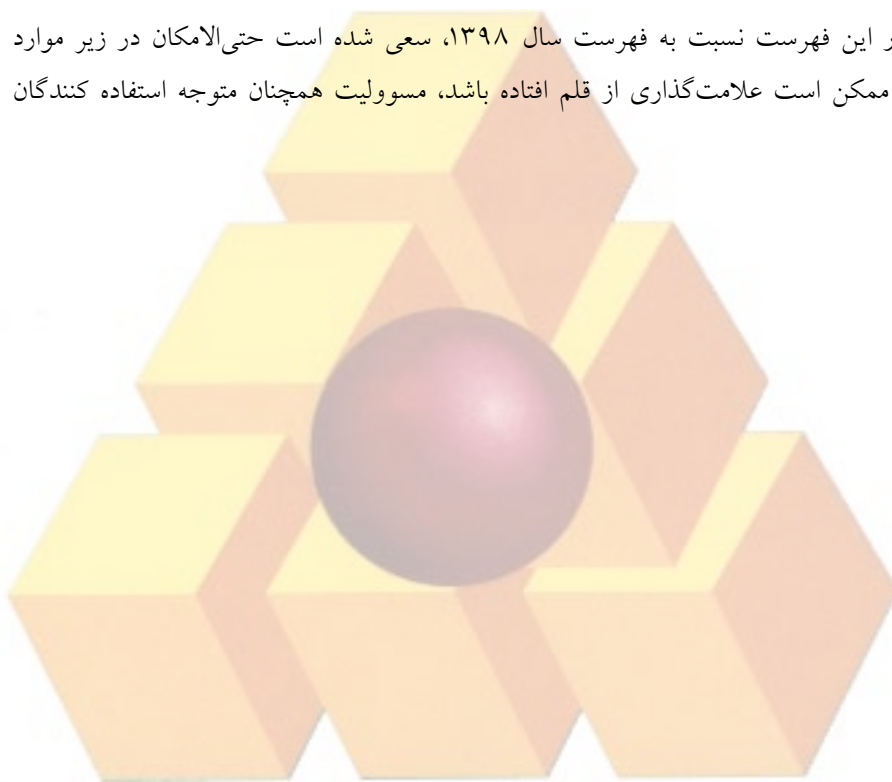 ر این فهرست نسبت به فهرست سال ۱۳۹۸، سعی شده است حتی‌الامکان در زیر موارد
ممکن است علامت‌گذاری از قلم افتاده باشد، مسوولیت همچنان متوجه استفاده کنندگان